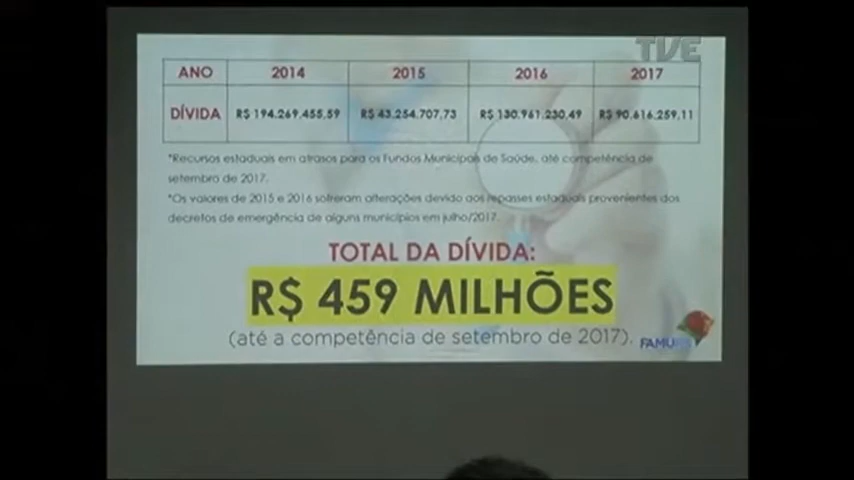 TVE
ANO 2014 2015 2016 2017
DÍVIDA R$ 194.269.455,59 R$ 43.254.707,73 R$ 130.961.230,49 R$ 90.616.259,11
*Recursos estaduais em atrasos para os Fundos Municipais de Saúde, até competência de
setembro de 2017.
*Os valores de 2015 e 2016 sofreram alterações devido aos repasses estaduais provenientes dos
decretos de emergência de alguns municípios em julho/2017.
TOTAL DA DÍVIDA:
R$ 459 MILHÕES
(até a competência de setembro de 2017).
FAMURS